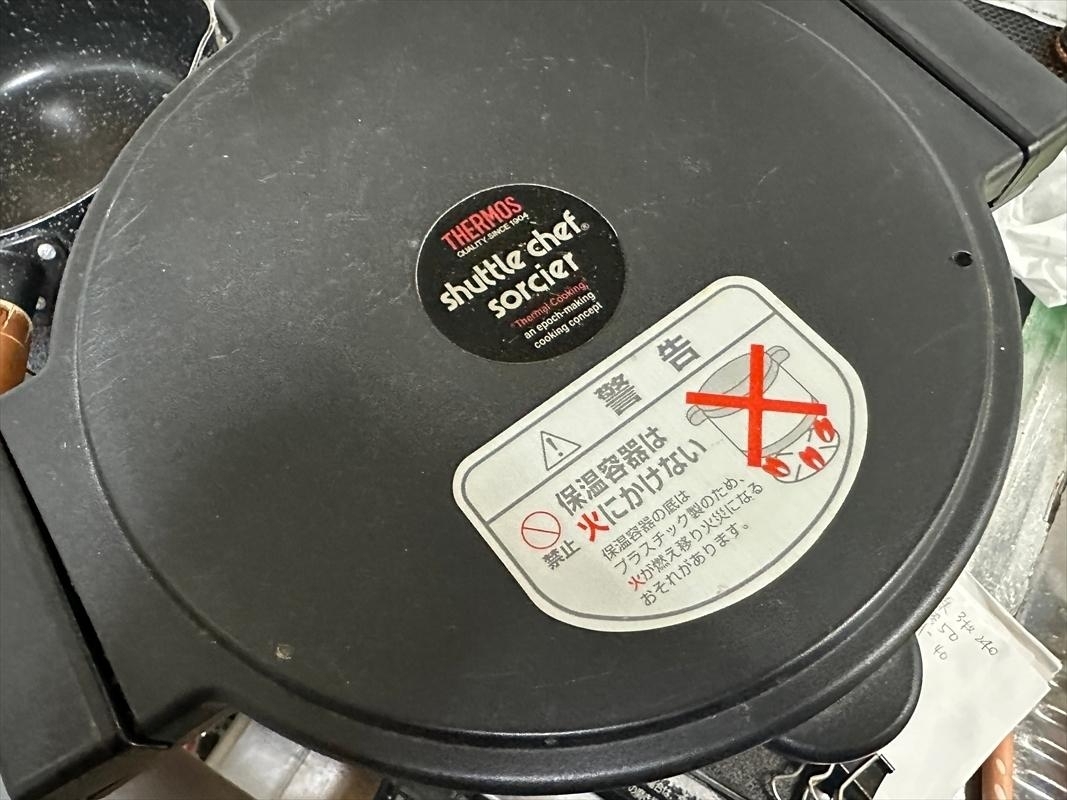 THERMOS
QUALITY SINCE 1904
shuttle chef®
sorcier
"Thermal Cooking,"
an epoch-making
cooking concept
警告
保温容器は
火にかけない
禁止
保温容器の底は
プラスチック製のため、
火が燃え移り火災になる
おそれがあります。
50
240
40